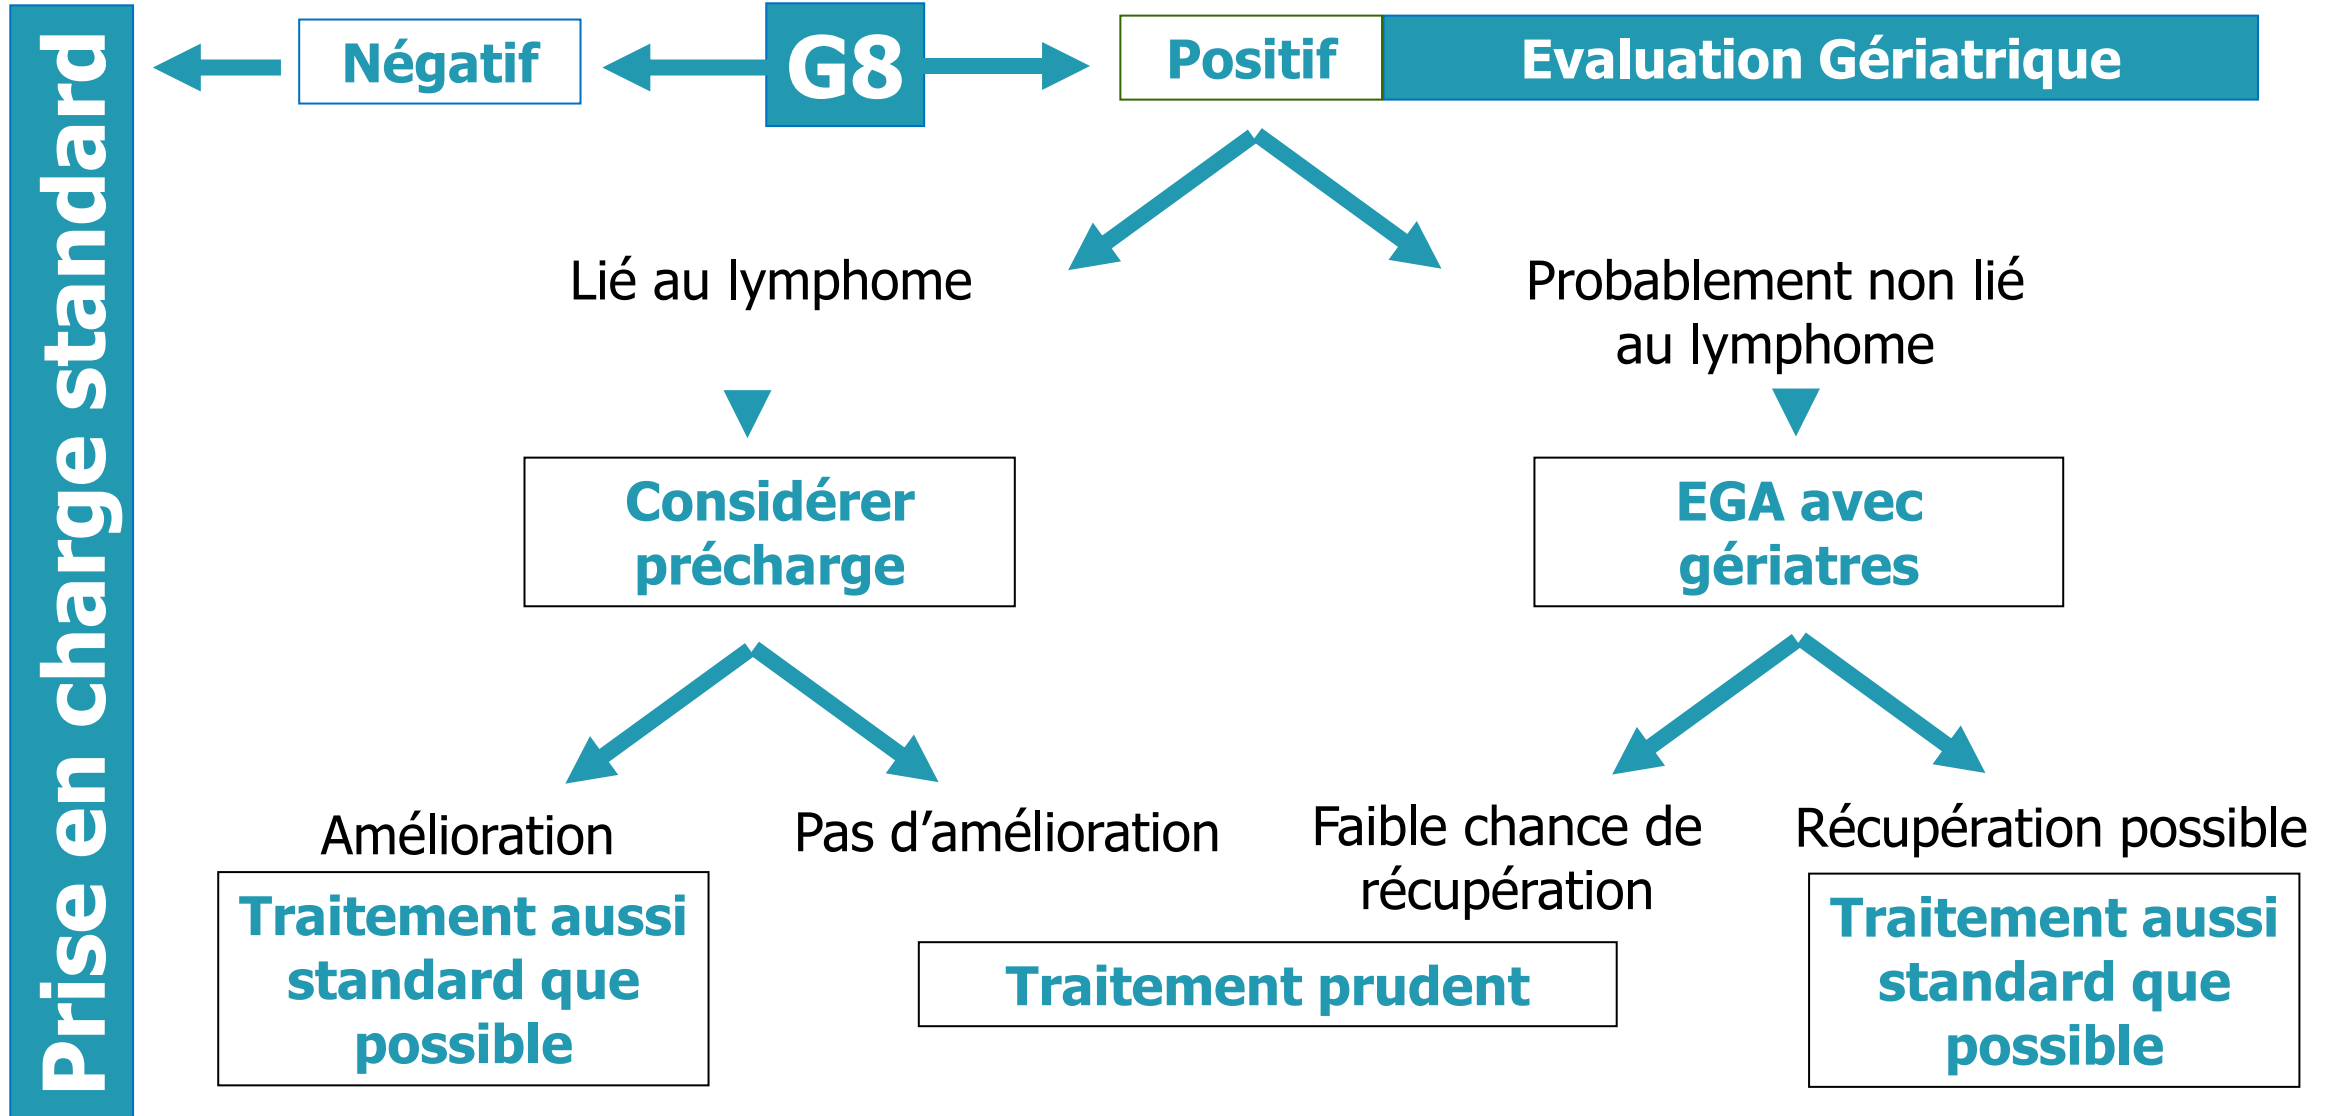 Prise en charge standard
Négatif
G8
Positif
Evaluation Gériatrique
Lié au lymphome
Probablement non lié
au lymphome
Considérer
précharge
EGA avec
gériatres
Amélioration
Pas d’amélioration
Faible chance de
récupération
Récupération possible
Traitement aussi
standard que
possible
Traitement prudent
Traitement aussi
standard que
possible